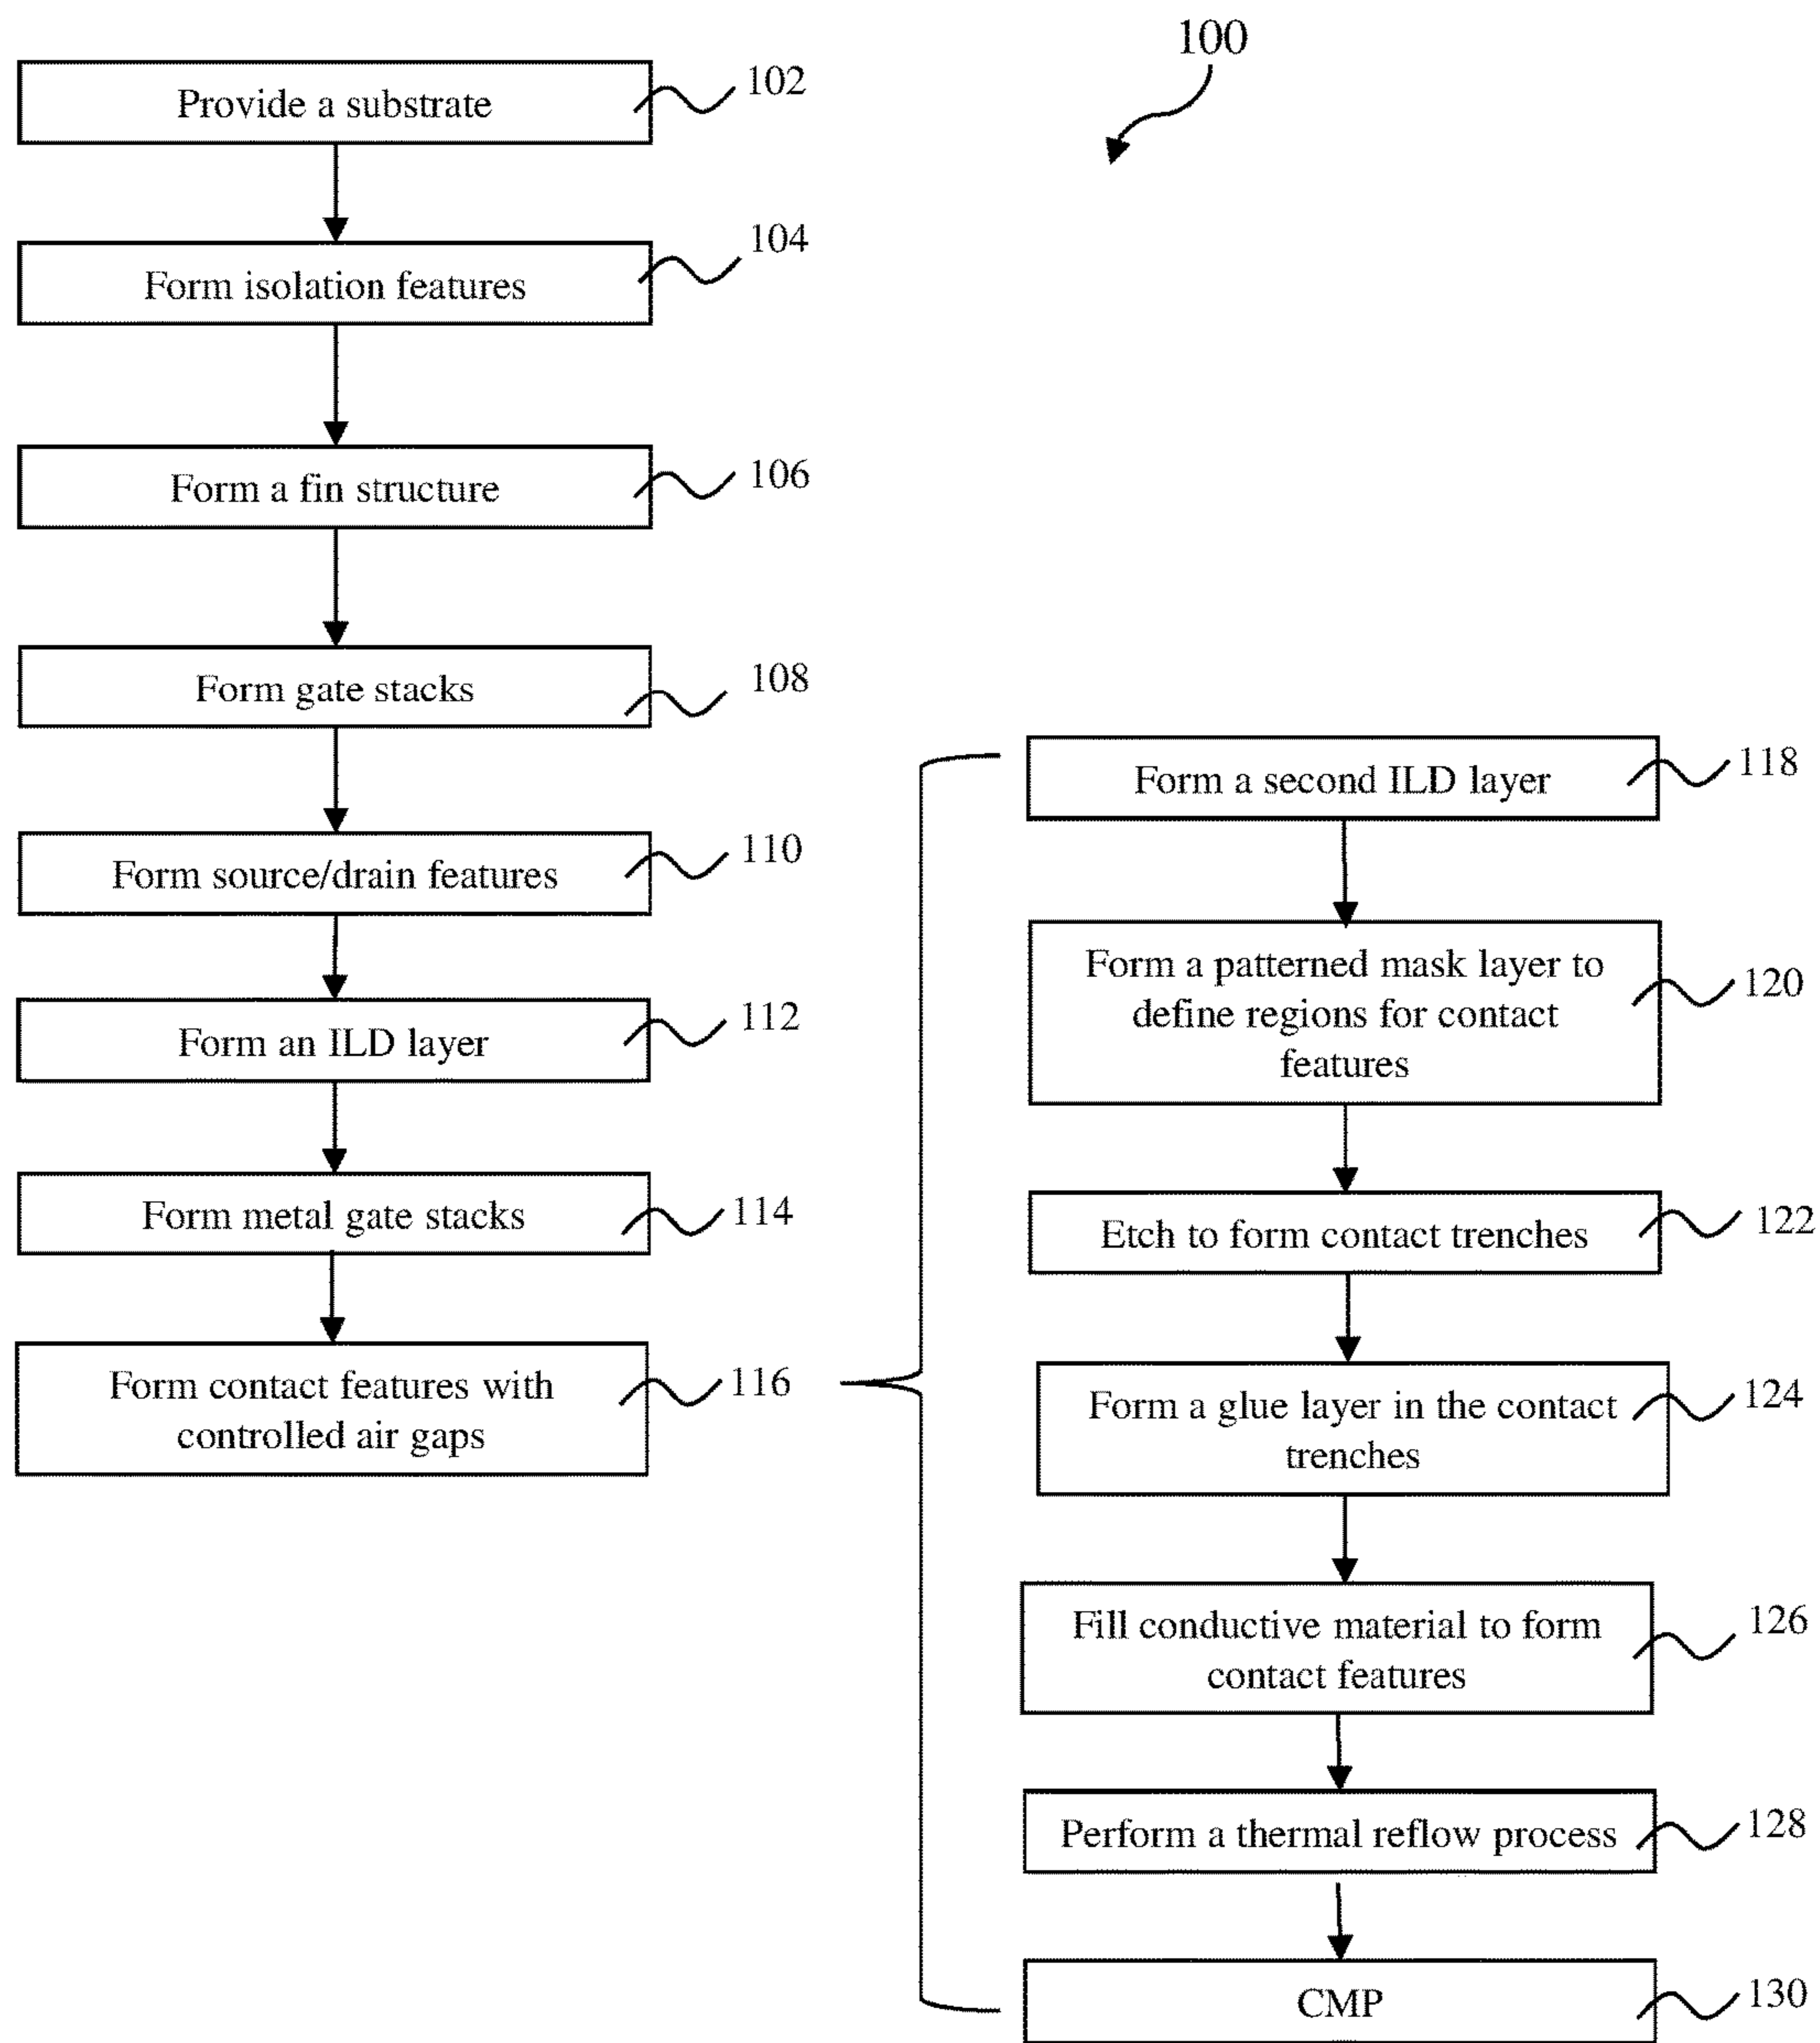 100
Provide a substrate
102
Form isolation features
104
Form a fin structure
106
Form gate stacks
108
Form source/drain features
110
Form an ILD layer
112
Form metal gate stacks
114
Form contact features with
controlled air gaps
116
Form a second ILD layer
118
Form a patterned mask layer to
define regions for contact
features
120
Etch to form contact trenches
122
Form a glue layer in the contact
trenches
124
Fill conductive material to form
contact features
126
Perform a thermal reflow process
128
CMP
130